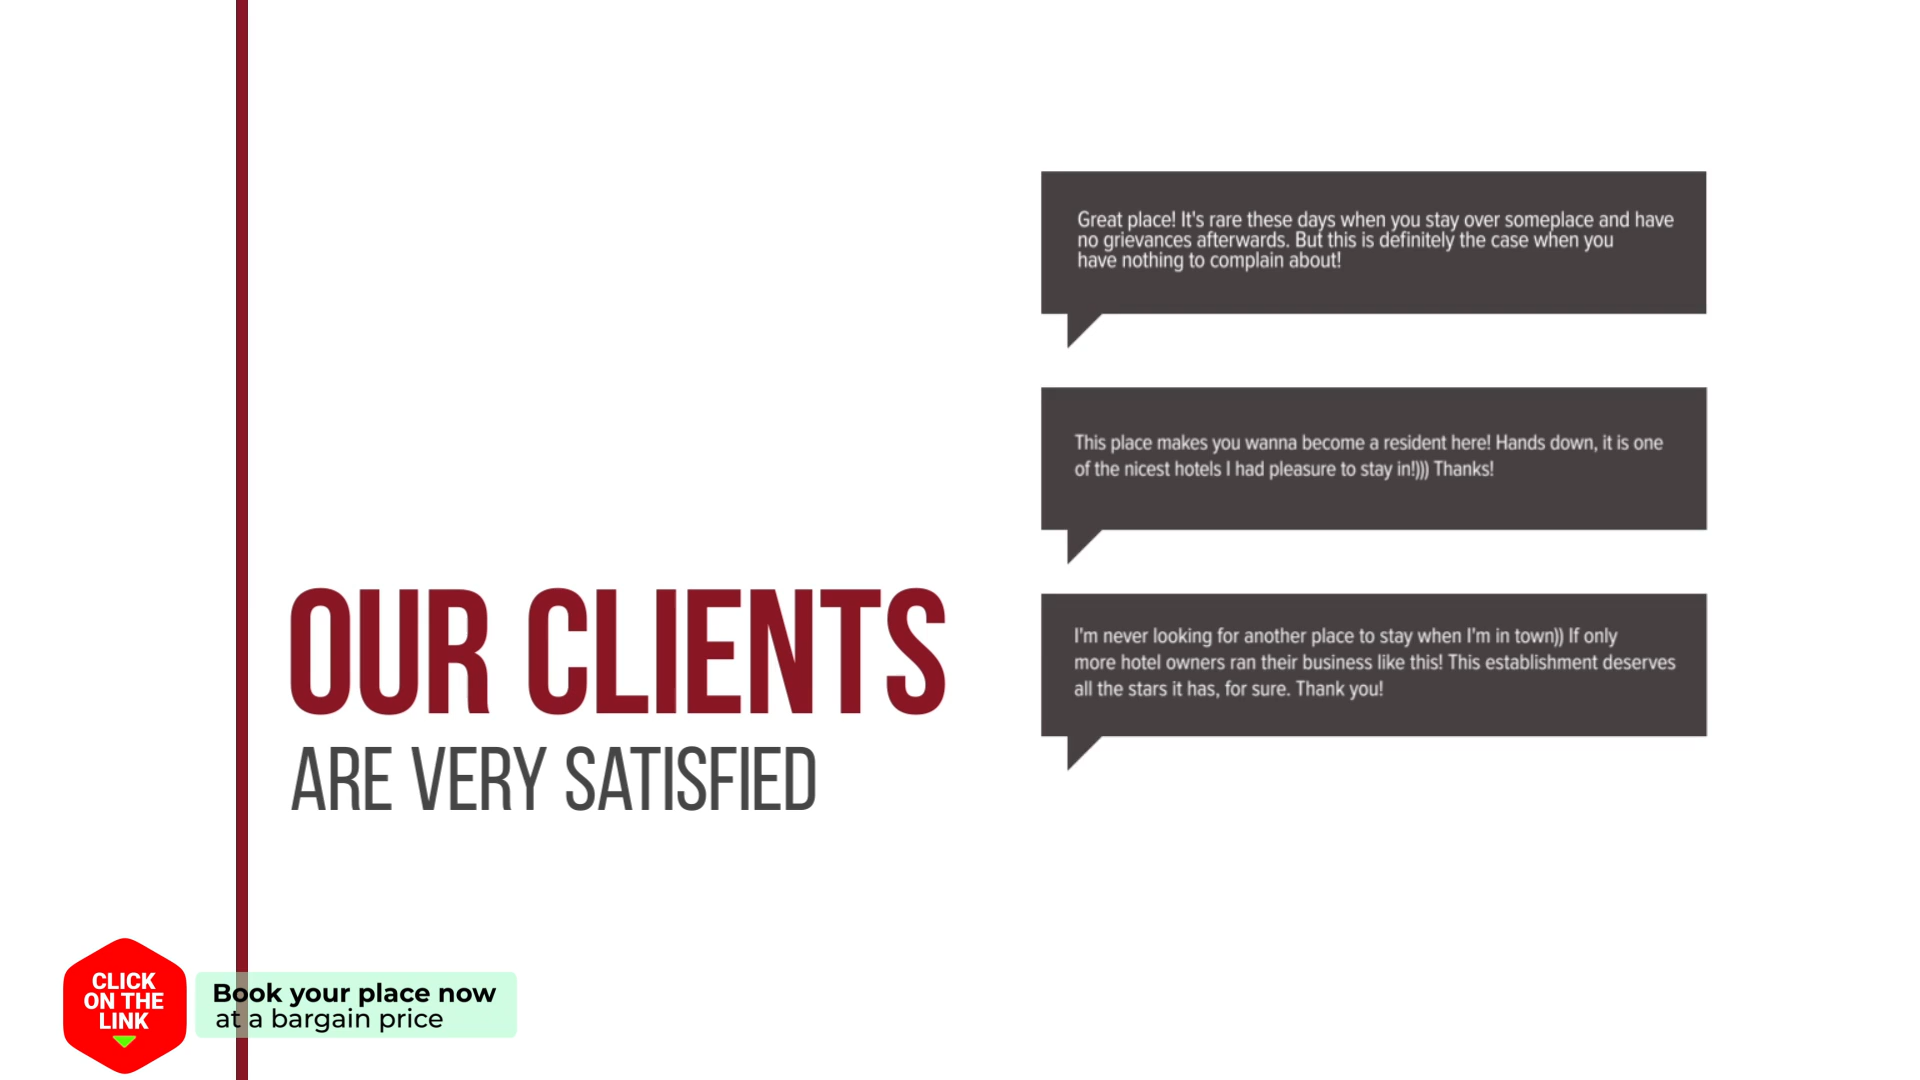 Great place! It's rare these days when you stay over someplace and have
no grievances afterwards. But this is definitely the case when you
have nothing to complain about!
This place makes you wanna become a resident here! Hands down, it is one
of the nicest hotels I had pleasure to stay in!))) Thanks!
I'm never looking for another place to stay when I'm in town)) If only
more hotel owners ran their business like this! This establishment deserves
all the stars it has, for sure. Thank you!
OUR CLIENTS
ARE VERY SATISFIED
CLICK
ON THE
LINK
Book your place now
at a bargain price